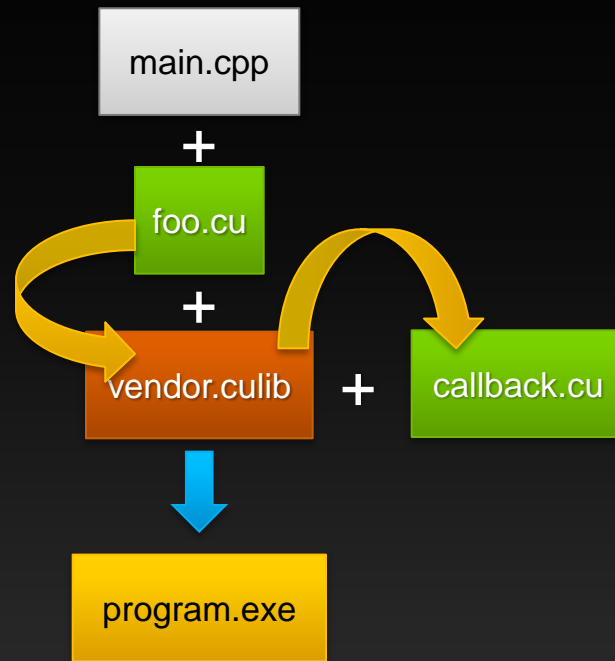 main.cpp
+
foo.cu
+
vendor.culib + callback.cu
program.exe